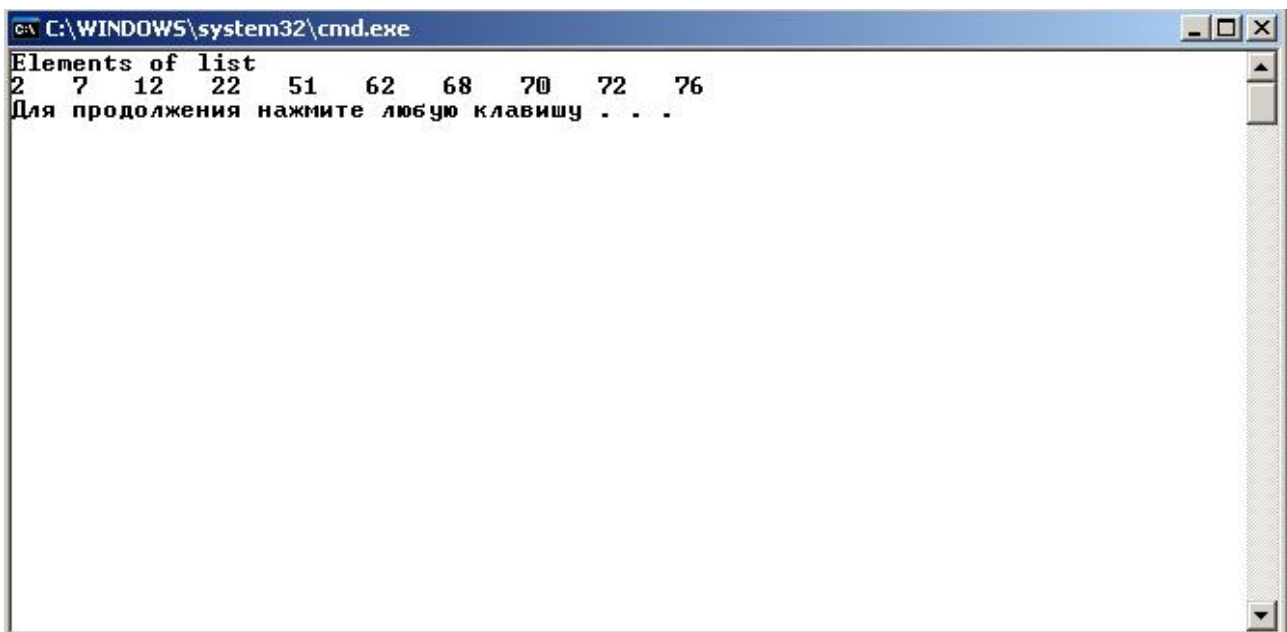 C:\WINDOWS\system32\cmd.exe
Elements of list
2 7 12 22 51 62 68 70 72 76
Для продолжения нажмите любую клавишу . . .